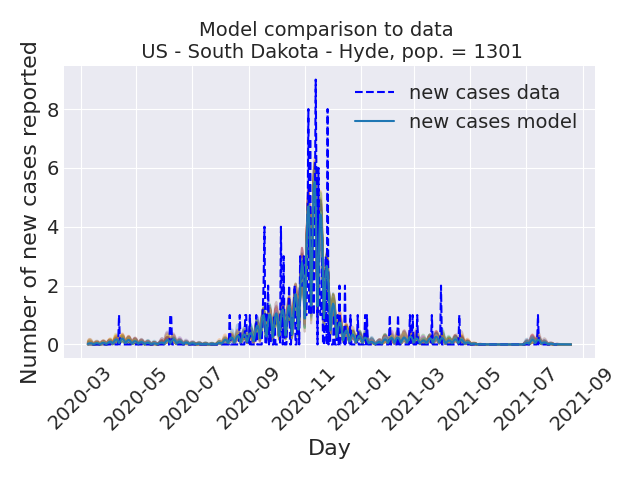 Model comparison to data
US - South Dakota - Hyde, pop. = 1301
Number of new cases reported
8
6
4
2
0
new cases data
new cases model
2020-03
2020-05
2020-07
2020-09
2020-11
2021-01
2021-03
2021-05
2021-07
2021-09
Day